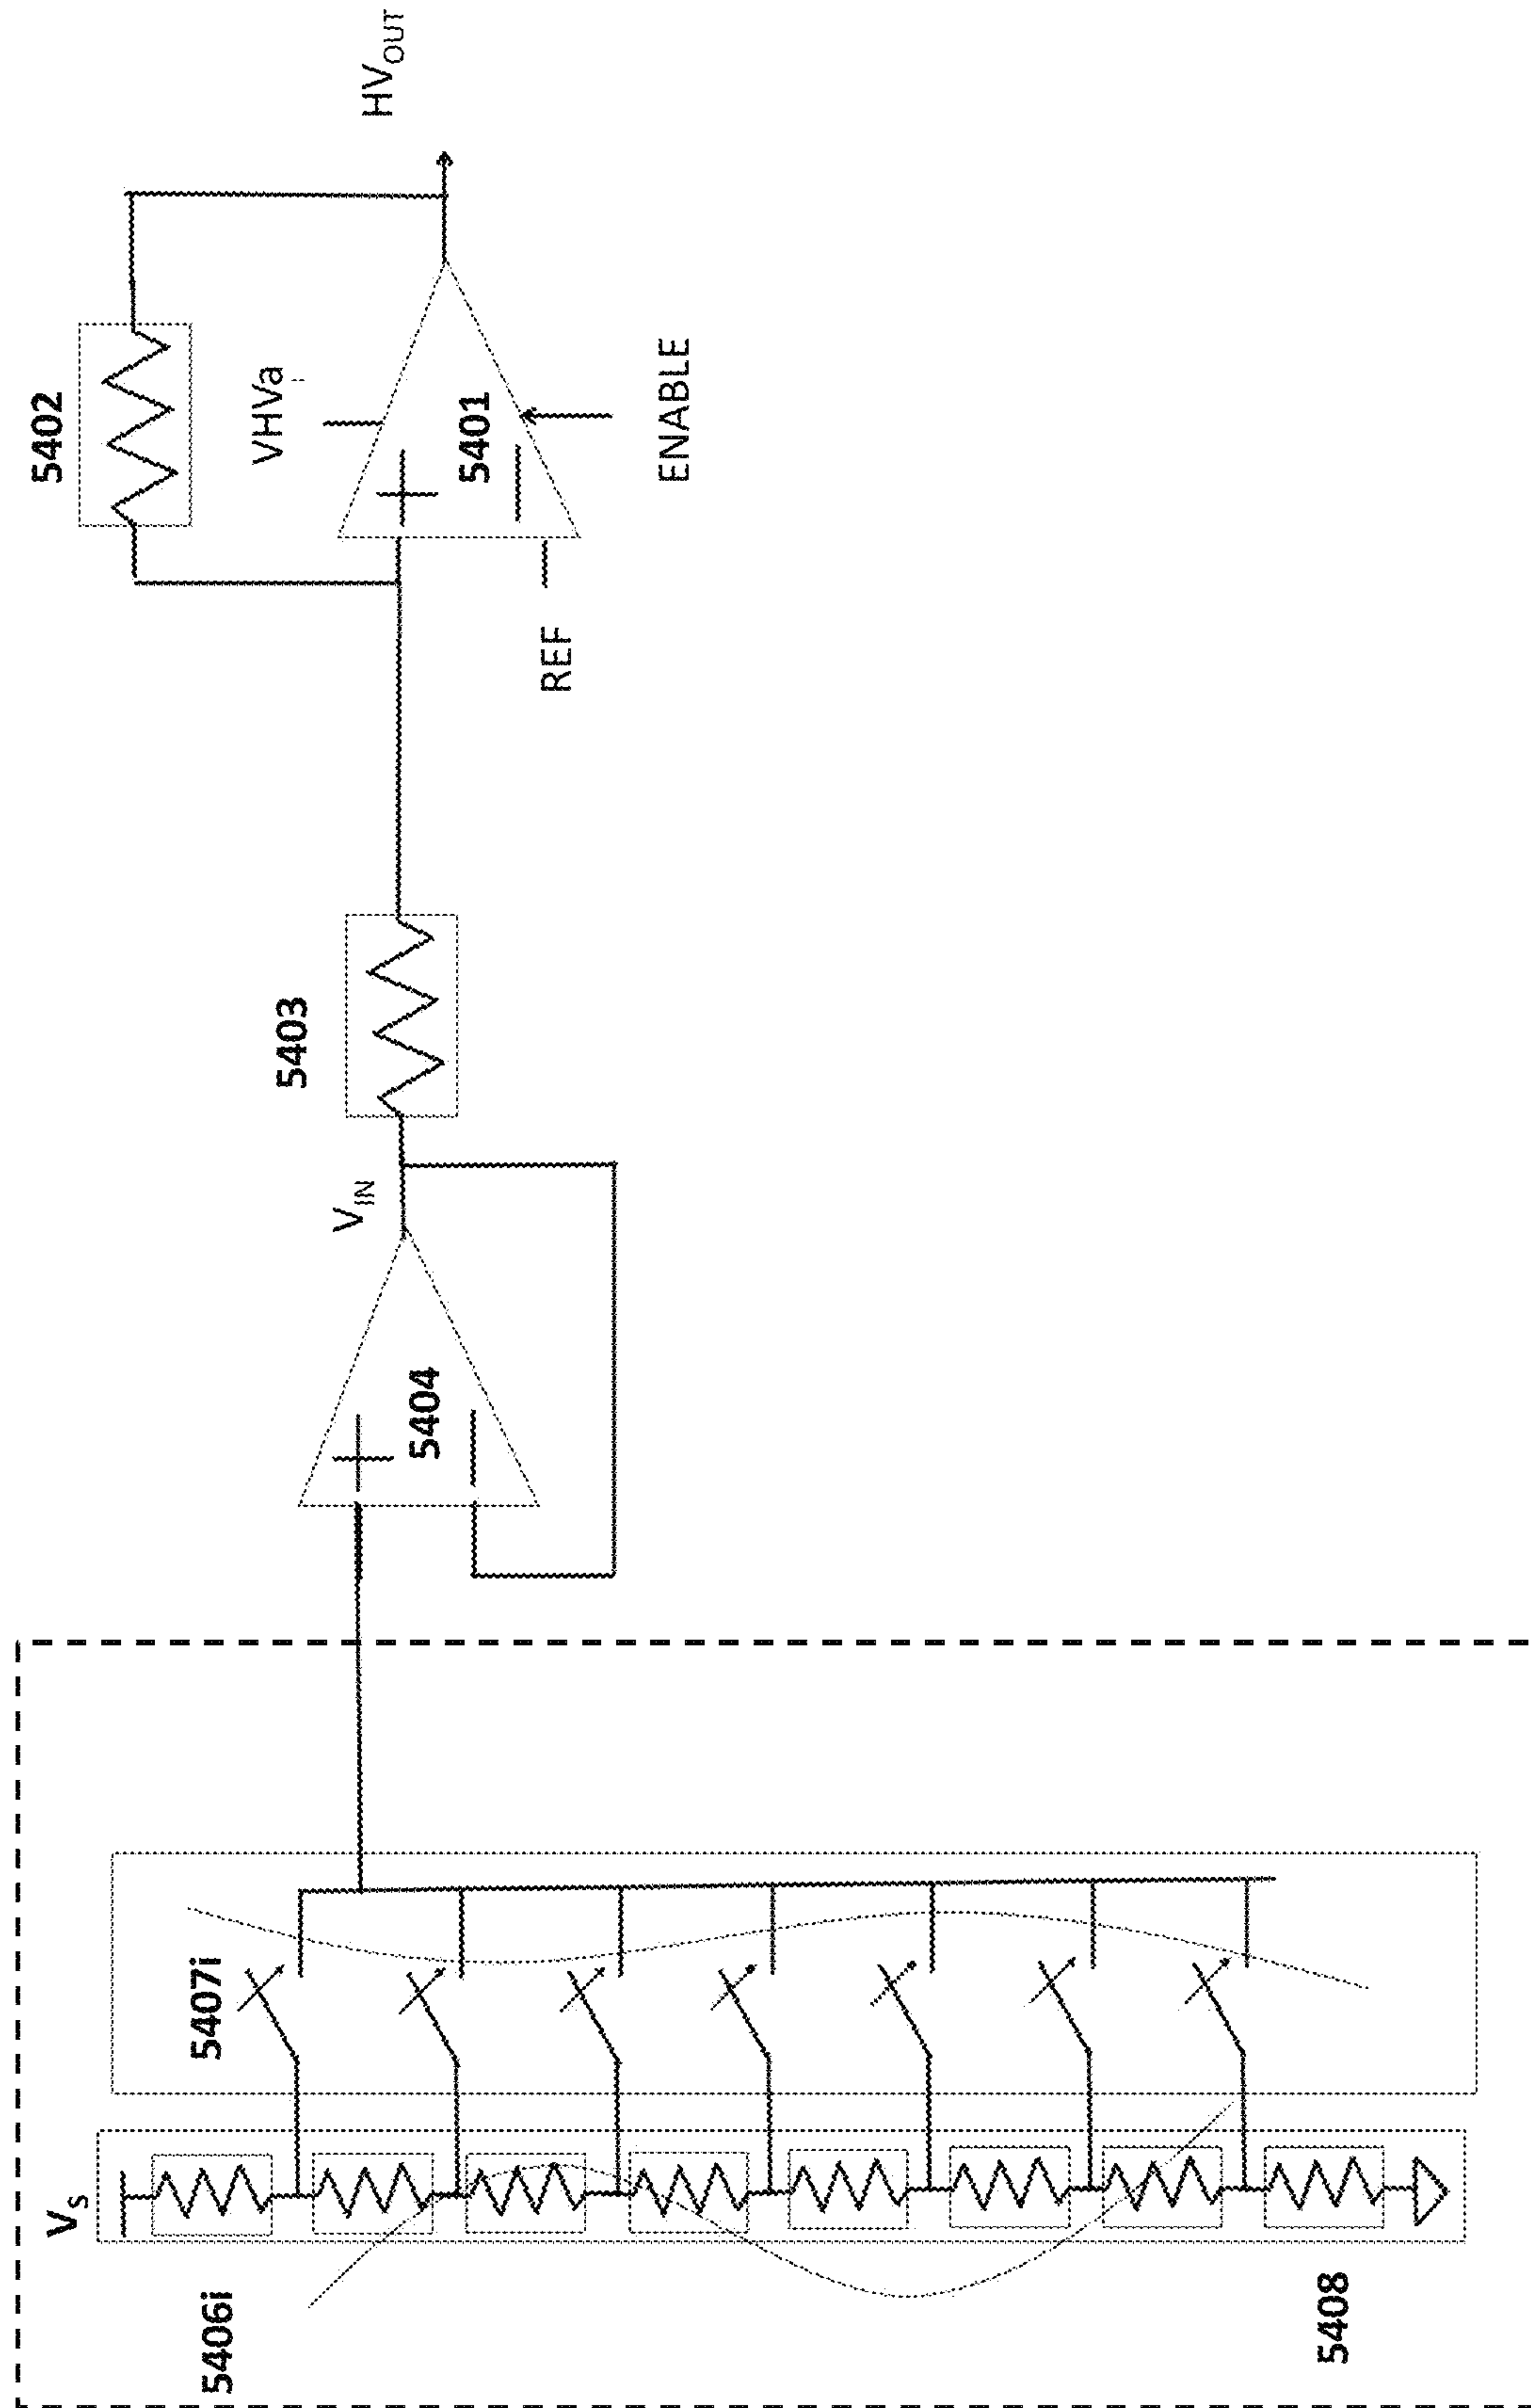 HV_OUT
5402
VHVa
5401
ENABLE
REF
5403
V_IN
5404
5407i
V_S
5406i
5408